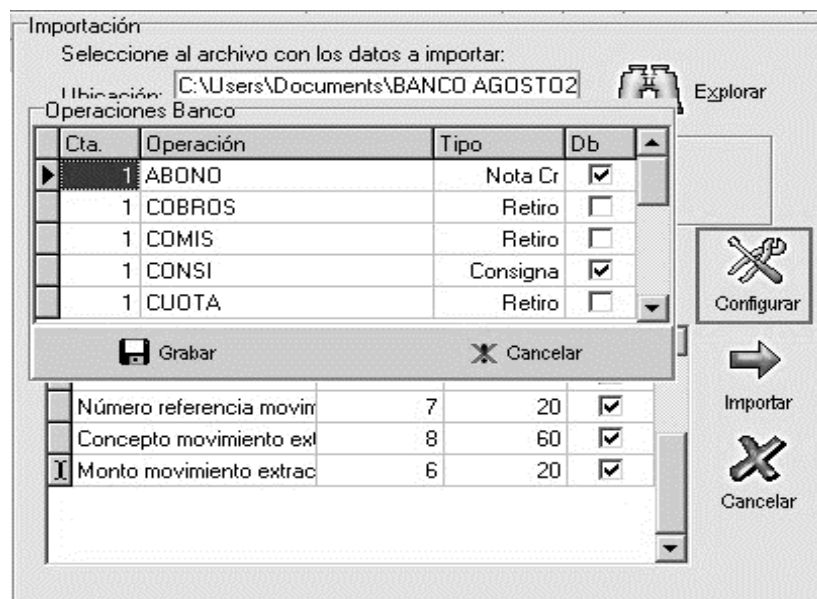 Importación
Seleccione al archivo con los datos a importar:
Ubicación: C:\Users\Documents\BANCO AGOSTO2
Explorar
Operaciones Banco
Cta. Operación Tipo Db
1 ABONO Nota Cr
1 COBROS Retiro
1 COMIS Retiro
1 CONSI Consigna
1 CUOTA Retiro
Configurar
Grabar Cancelar
Importar
Número referencia movim 7 20
Concepto movimiento ext 8 60
Monto movimiento extrac 6 20
Cancelar